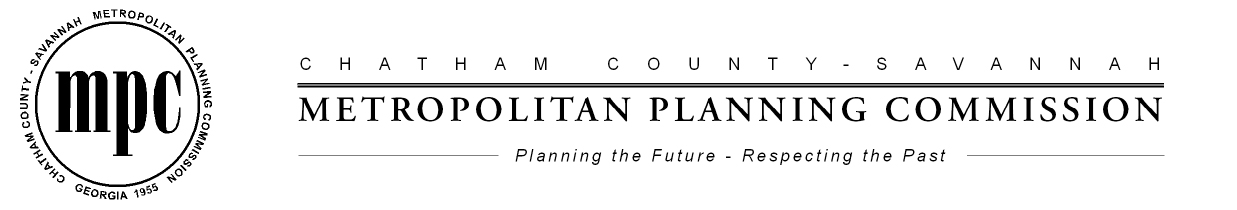 CHATHAM COUNTY - SAVANNAH METROPOLITAN PLANNING COMMISSION
mpc
GEORGIA 1955
CHATHAM COUNTY-SAVANNAH
METROPOLITAN PLANNING COMMISSION
Planning the Future - Respecting the Past